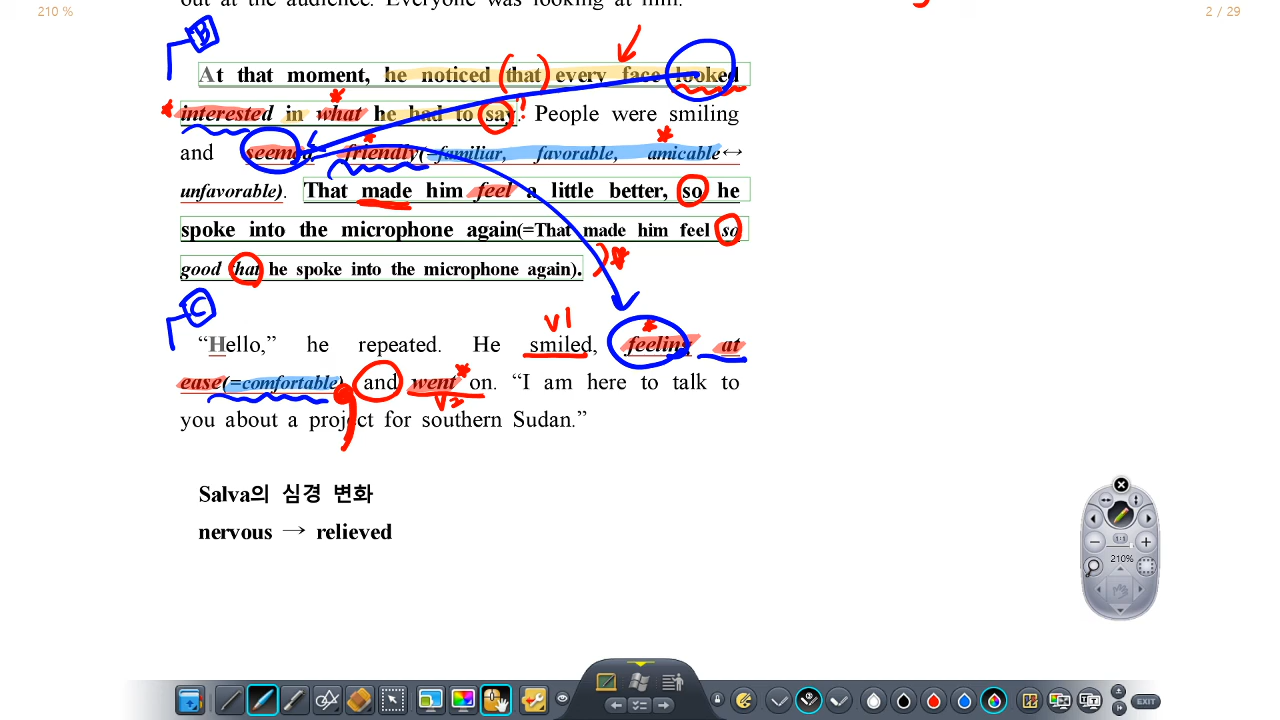 210 %
2 / 29
out at the audience. Everyone was looking at him.
B
At that moment, he noticed (that) every face looked
interested in what he had to say. ? People were smiling
and seemed friendly(=familiar, favorable, amicable↔
unfavorable). That made him feel a little better, so he
spoke into the microphone again(=That made him feel so
good that he spoke into the microphone again).
C
V1
“Hello,” he repeated. He smiled, feeling at
ease(=comfortable) and went on. “I am here to talk to
V2
you about a project for southern Sudan.”
Salva의 심경 변화
nervous → relieved
1:1
210%
EXIT